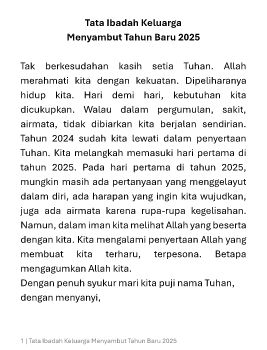 Tata Ibadah Keluarga
Menyambut Tahun Baru 2025
Tak berkesudahan kasih setia Tuhan. Allah
merahmati kita dengan kekuatan. Dipeliharanya
hidup kita. Hari demi hari, kebutuhan kita
dicukupkan. Walau dalam pergumulan, sakit,
airmata, tidak dibiarkan kita berjalan sendirian.
Tahun 2024 sudah kita lewati dalam penyertaan
Tuhan. Kita melangkah memasuki hari pertama di
tahun 2025. Pada hari pertama di tahun 2025,
mungkin masih ada pertanyaan yang menggelayut
dalam diri, ada harapan yang ingin kita wujudkan,
juga ada airmata karena rupa-rupa kegelisahan.
Namun, dalam iman kita melihat Allah yang beserta
dengan kita. Kita mengalami penyertaan Allah yang
membuat kita terharu, terpesona. Betapa
mengagumkan Allah kita.
Dengan penuh syukur mari kita puji nama Tuhan,
dengan menyanyi,
1 | Tata Ibadah Keluarga Menyambut Tahun Baru 2025